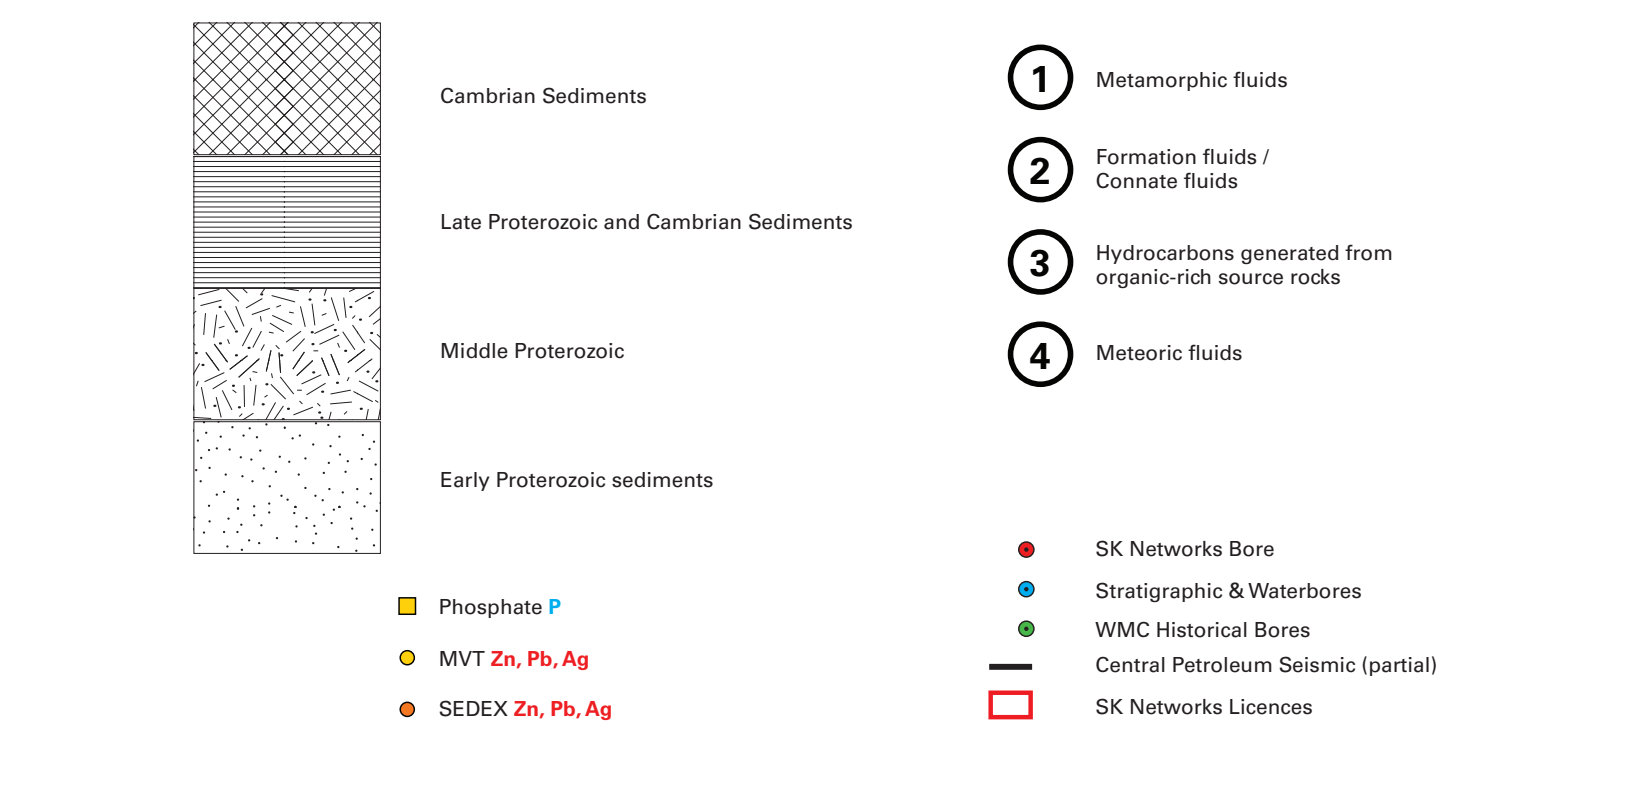 Cambrian Sediments
Late Proterozoic and Cambrian Sediments
Middle Proterozoic
Early Proterozoic sediments
Phosphate P
MVT Zn, Pb, Ag
SEDEX Zn, Pb, Ag
1 Metamorphic fluids
2 Formation fluids /
Connate fluids
3 Hydrocarbons generated from
organic-rich source rocks
4 Meteoric fluids
SK Networks Bore
Stratigraphic & Waterbores
WMC Historical Bores
Central Petroleum Seismic (partial)
SK Networks Licences